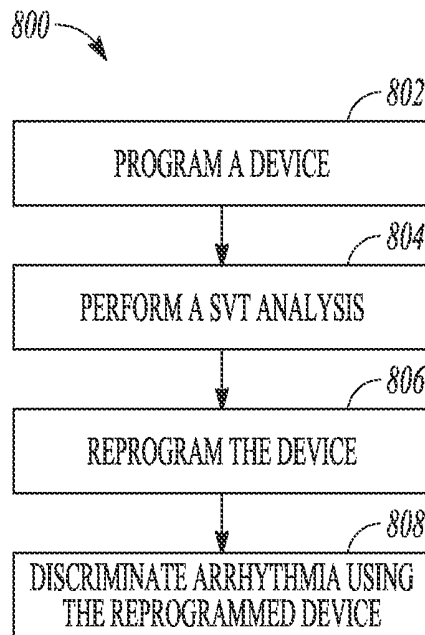 800
802
PROGRAM A DEVICE
804
PERFORM A SVT ANALYSIS
806
REPROGRAM THE DEVICE
808
DISCRIMINATE ARRHYTHMIA USING
THE REPROGRAMMED DEVICE